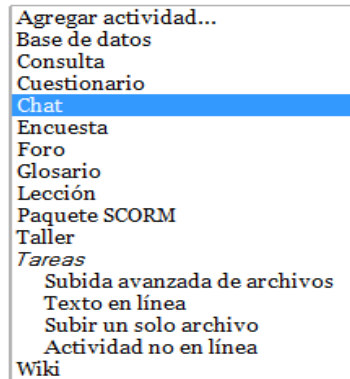 Agregar actividad...
Base de datos
Consulta
Cuestionario
Chat
Encuesta
Foro
Glosario
Lección
Paquete SCORM
Taller
Tareas
Subida avanzada de archivos
Texto en línea
Subir un solo archivo
Actividad no en línea
Wiki